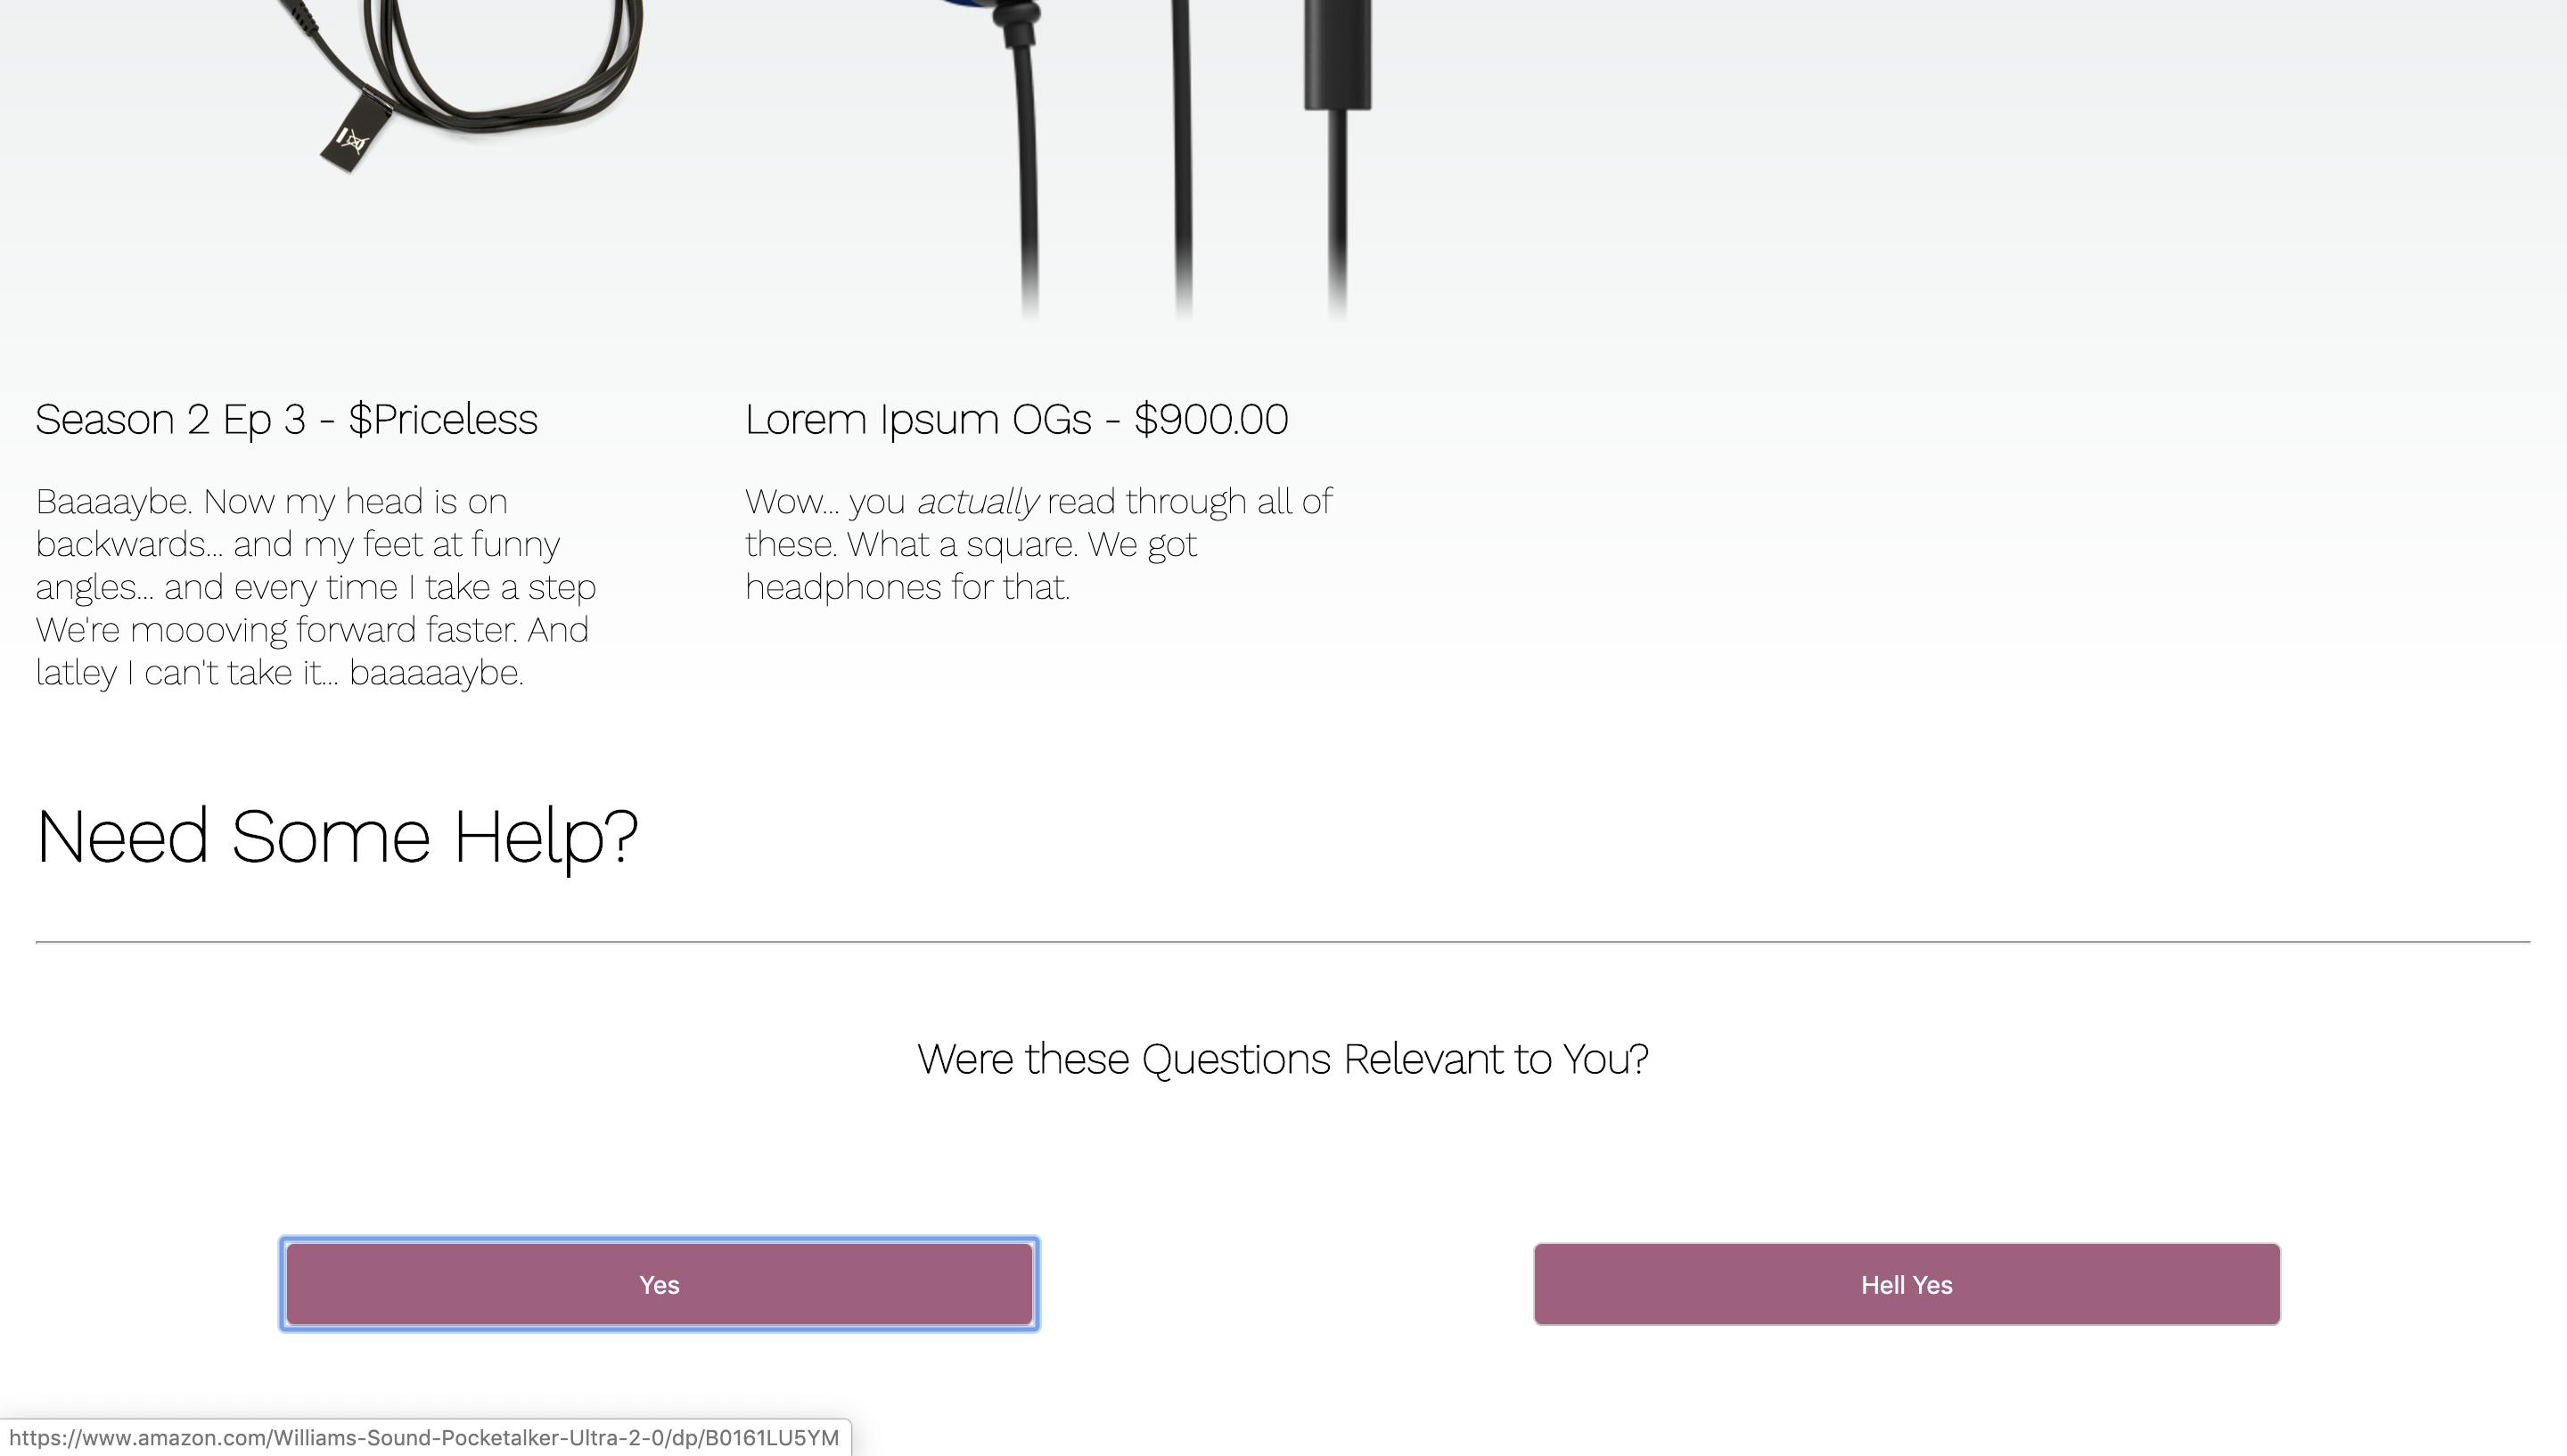 Season 2 Ep 3 - $Priceless
Baaaaybe. Now my head is on
backwards... and my feet at funny
angles... and every time I take a step
We're moooving forward faster. And
latley I can't take it... baaaaaybe.
Lorem Ipsum OGs - $900.00
Wow... you actually read through all of
these. What a square. We got
headphones for that.
Need Some Help?
Were these Questions Relevant to You?
Yes
Hell Yes
https://www.amazon.com/Williams-Sound-Pocketalker-Ultra-2-0/dp/B0161LU5YM